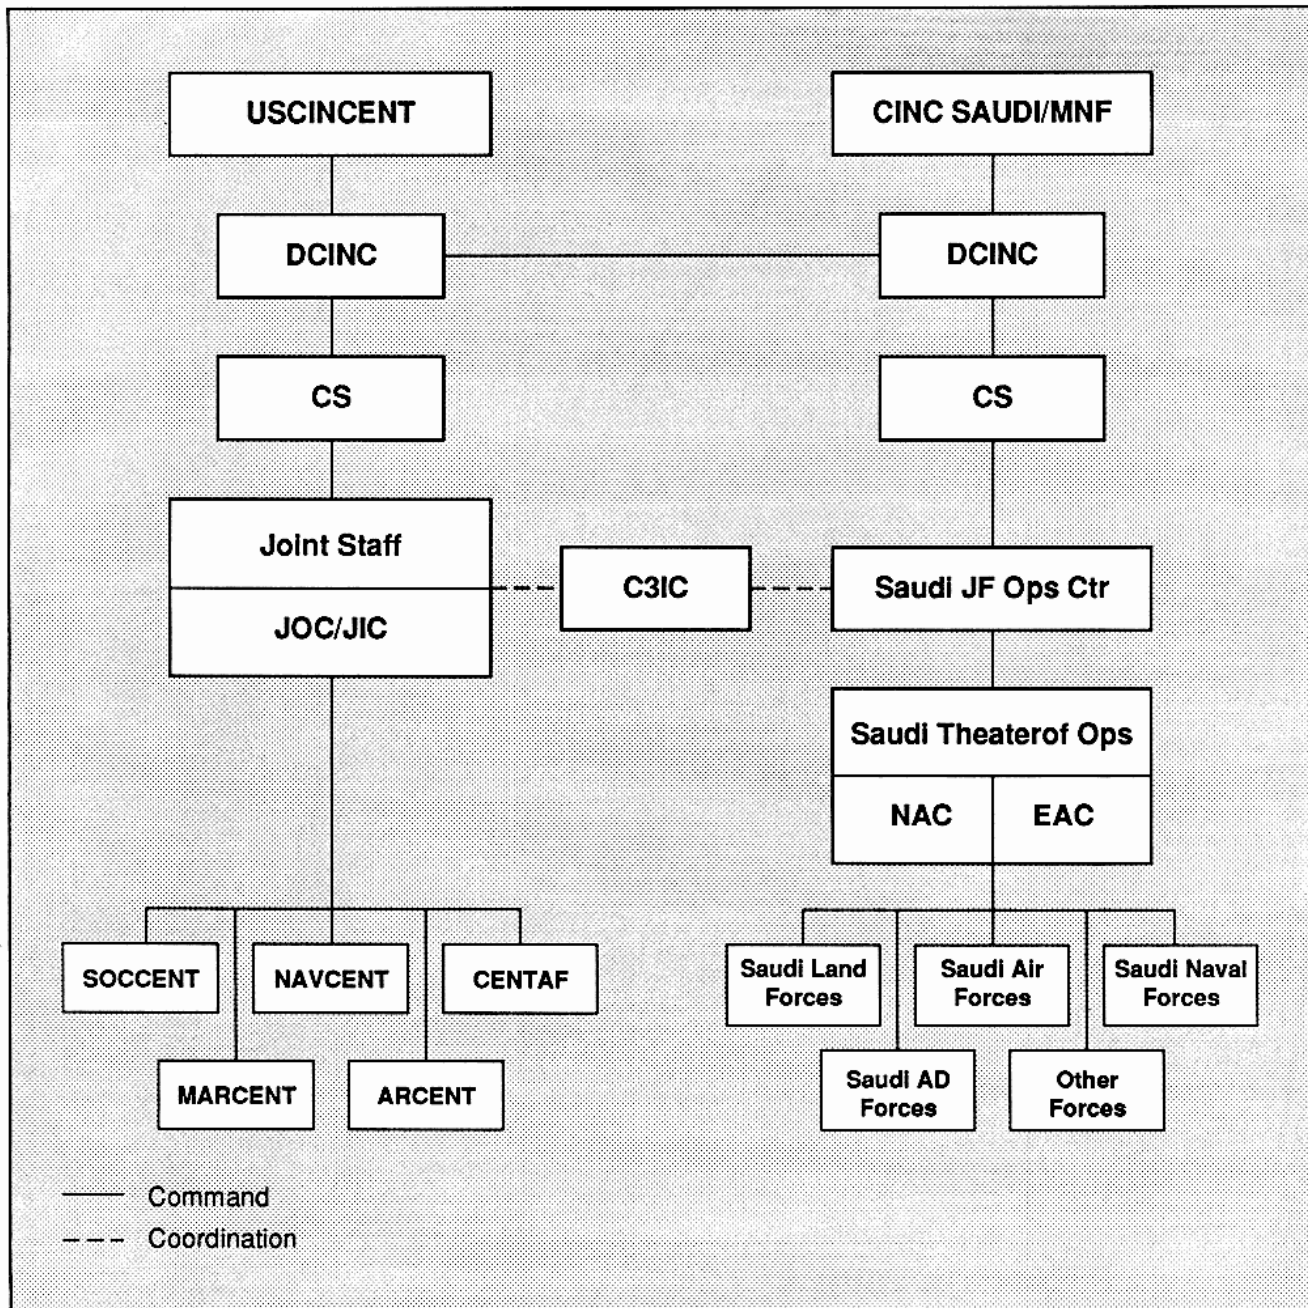 USCINCENT
CINC SAUDI/MNF
DCINC
DCINC
CS
CS
Joint Staff
JOC/JIC
C3IC
Saudi JF Ops Ctr
Saudi Theaterof Ops
NAC
EAC
SOCCENT
NAVCENT
CENTAF
MARCENT
ARCENT
Saudi Land
Forces
Saudi Air
Forces
Saudi Naval
Forces
Saudi AD
Forces
Other
Forces
Command
Coordination